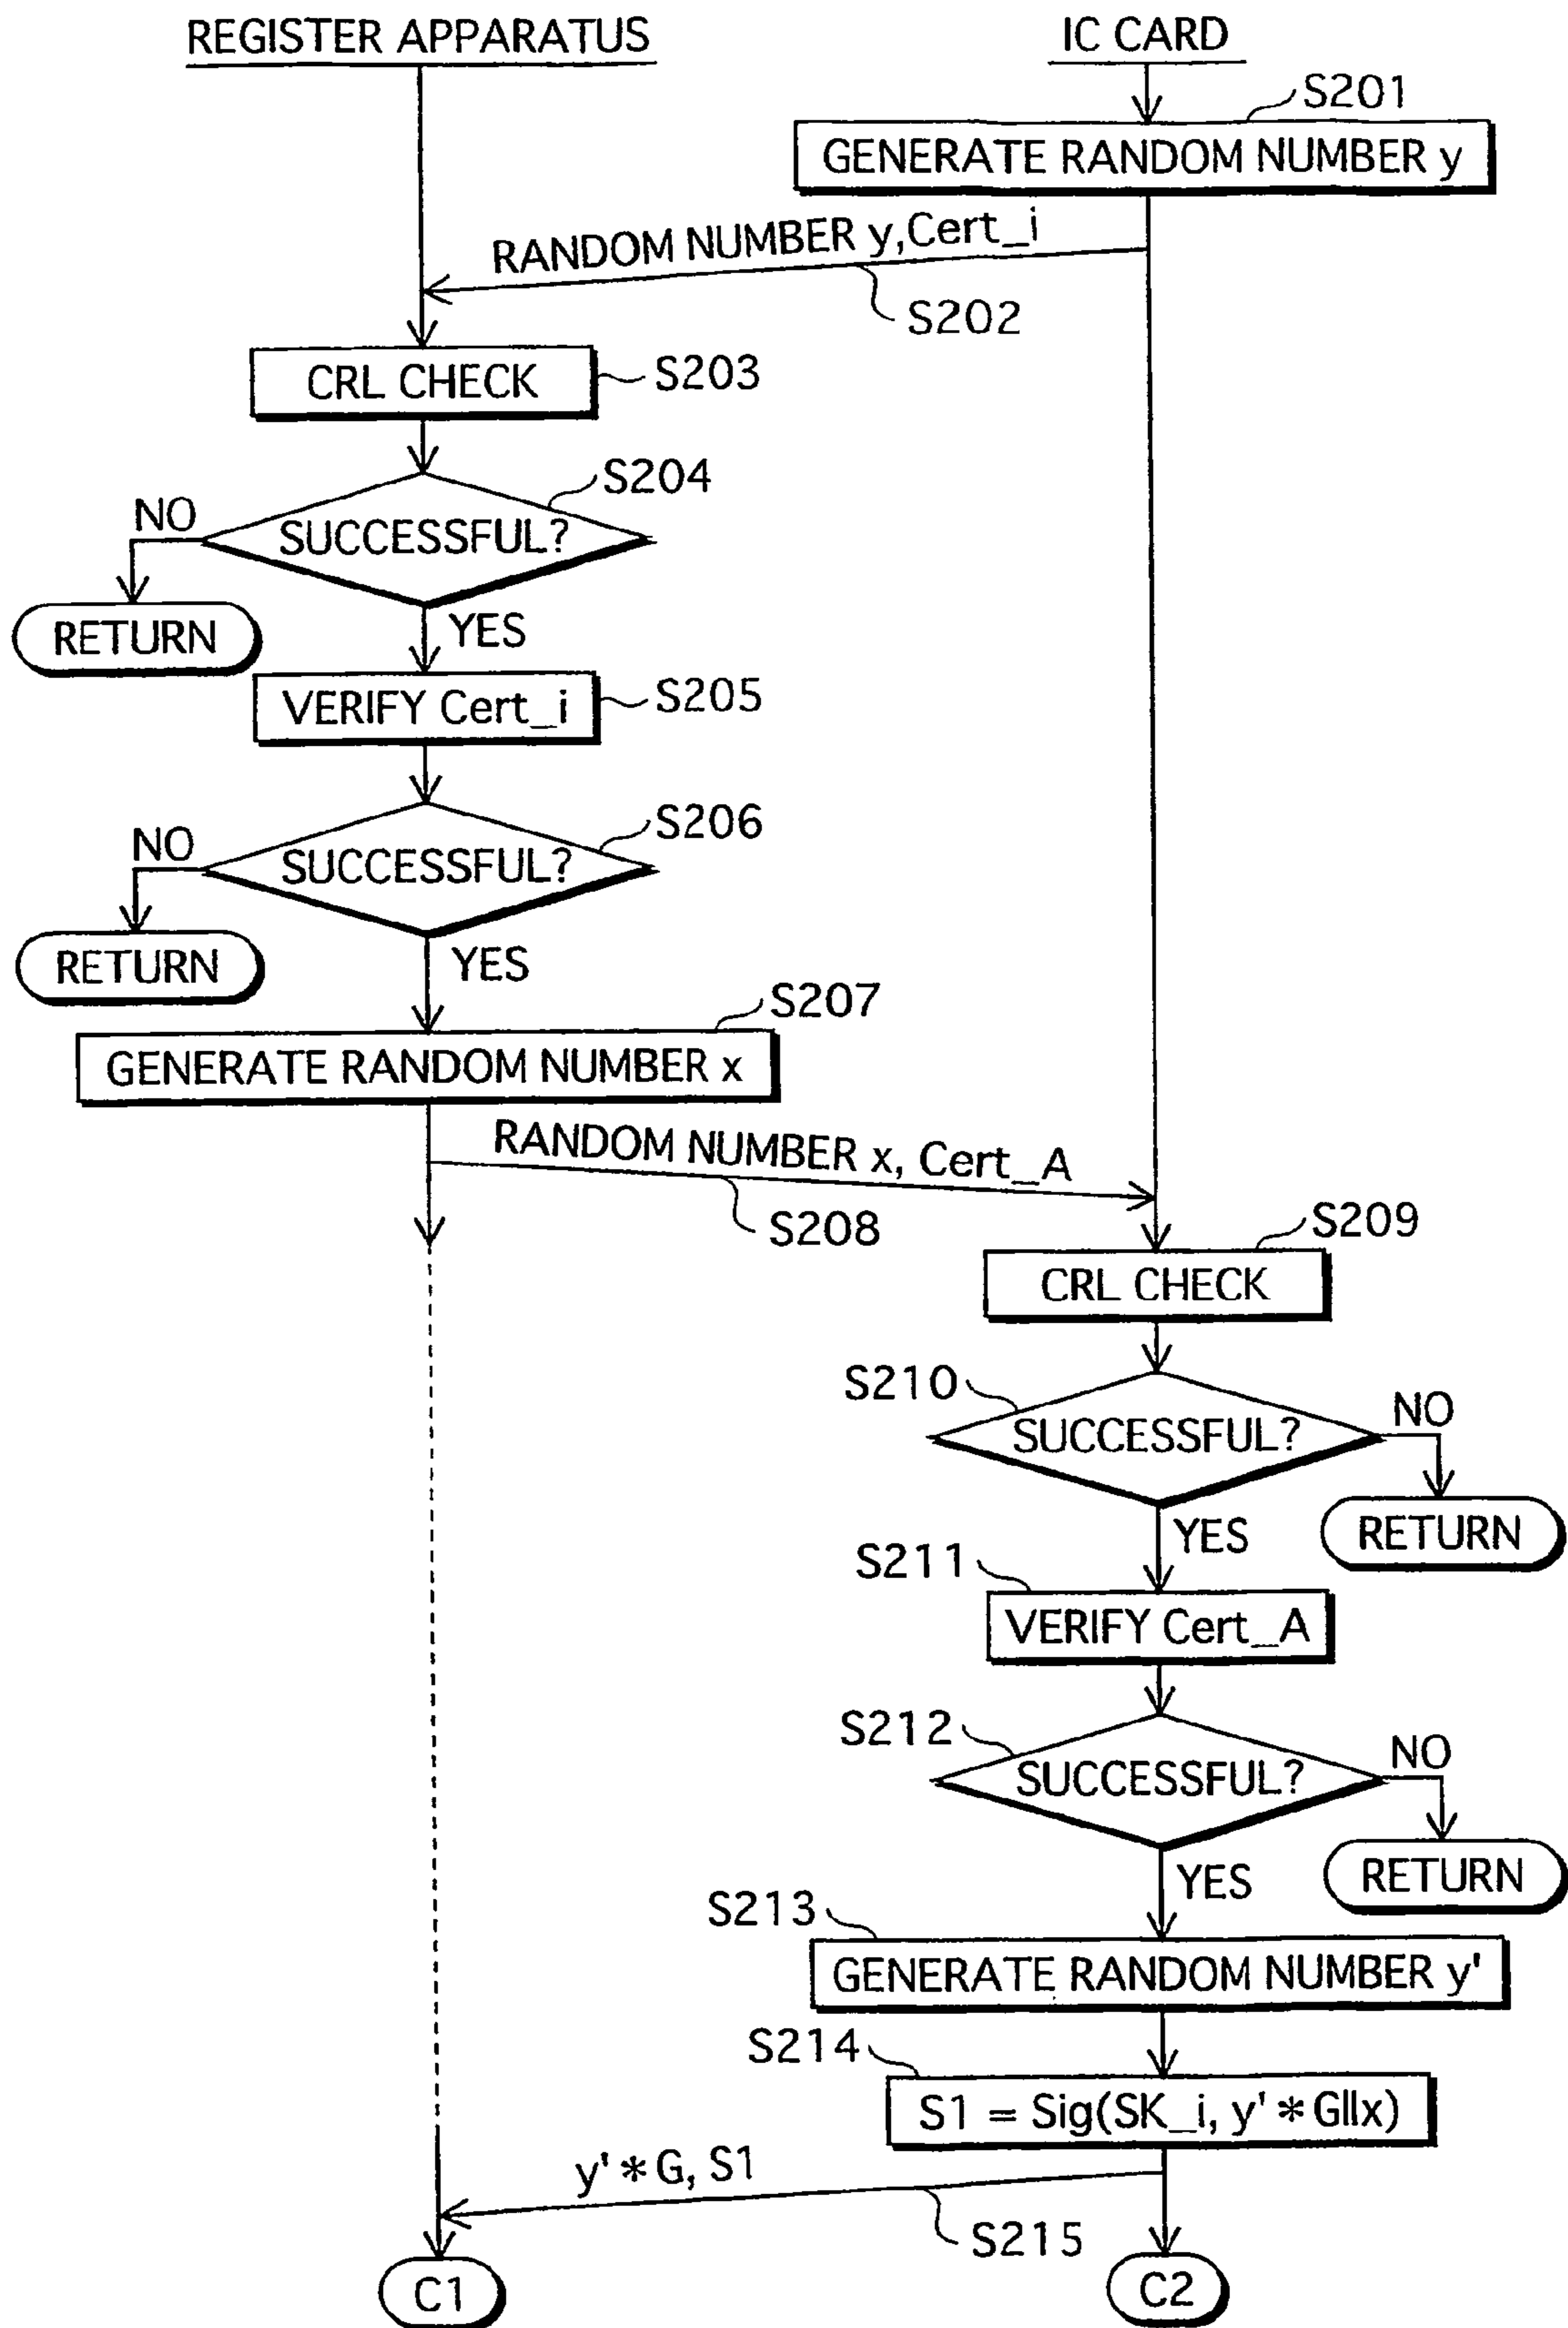 REGISTER APPARATUS
IC CARD
S201
GENERATE RANDOM NUMBER y
RANDOM NUMBER y,Cert_i
S202
CRL CHECK
S203
S204
NO
SUCCESSFUL?
RETURN
YES
VERIFY Cert_i
S205
S206
NO
SUCCESSFUL?
RETURN
YES
S207
GENERATE RANDOM NUMBER x
RANDOM NUMBER x, Cert_A
S208
S209
CRL CHECK
S210
SUCCESSFUL?
NO
YES
RETURN
S211
VERIFY Cert_A
S212
SUCCESSFUL?
NO
YES
RETURN
S213
GENERATE RANDOM NUMBER y'
S214
S1 = Sig(SK_i, y' * G||x)
y' * G, S1
S215
C1
C2